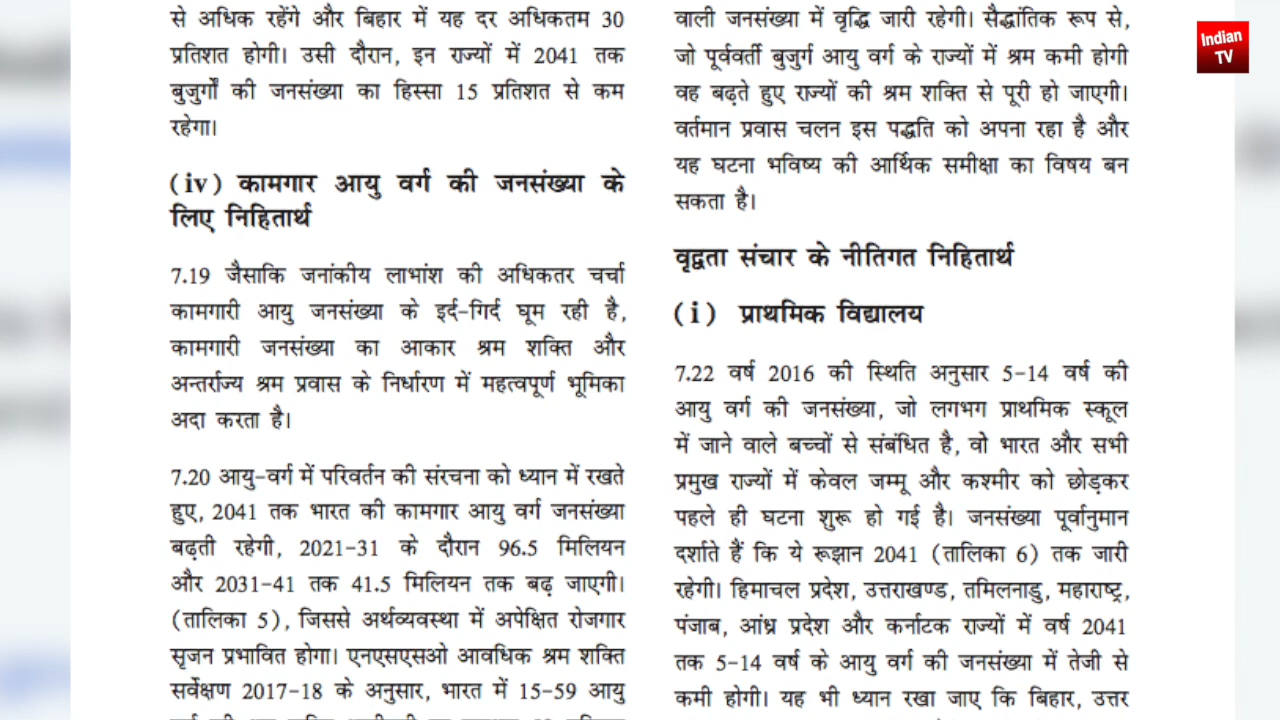 से अधिक रहेंगे और बिहार में यह दर अधिकतम 30
प्रतिशत होगी। उसी दौरान, इन राज्यों में 2041 तक
बुजुर्गों की जनसंख्या का हिस्सा 15 प्रतिशत से कम
रहेगा।
(iv) कामगार आयु वर्ग की जनसंख्या के
लिए निहितार्थ
7.19 जैसाकि जनांकीय लाभांश की अधिकतर चर्चा
कामगारी आयु जनसंख्या के इर्द-गिर्द घूम रही है,
कामगारी जनसंख्या का आकार श्रम शक्ति और
अन्तर्राज्य श्रम प्रवास के निर्धारण में महत्वपूर्ण भूमिका
अदा करता है।
7.20 आयु-वर्ग में परिवर्तन की संरचना को ध्यान में रखते
हुए, 2041 तक भारत की कामगार आयु वर्ग जनसंख्या
बढ़ती रहेगी, 2021-31 के दौरान 96.5 मिलियन
और 2031-41 तक 41.5 मिलियन तक बढ़ जाएगी।
(तालिका 5), जिससे अर्थव्यवस्था में अपेक्षित रोजगार
सृजन प्रभावित होगा। एनएसएसओ आवधिक श्रम शक्ति
सर्वेक्षण 2017-18 के अनुसार, भारत में 15-59 आयु
वाली जनसंख्या में वृद्धि जारी रहेगी। सैद्धांतिक रूप से,
जो पूर्ववर्ती बुजुर्ग आयु वर्ग के राज्यों में श्रम कमी होगी
वह बढ़ते हुए राज्यों की श्रम शक्ति से पूरी हो जाएगी।
वर्तमान प्रवास चलन इस पद्धति को अपना रहा है और
यह घटना भविष्य की आर्थिक समीक्षा का विषय बन
सकता है।
वृद्वता संचार के नीतिगत निहितार्थ
(i) प्राथमिक विद्यालय
7.22 वर्ष 2016 की स्थिति अनुसार 5-14 वर्ष की
आयु वर्ग की जनसंख्या, जो लगभग प्राथमिक स्कूल
में जाने वाले बच्चों से संबंधित है, वो भारत और सभी
प्रमुख राज्यों में केवल जम्मू और कश्मीर को छोड़कर
पहले ही घटना शुरू हो गई है। जनसंख्या पूर्वानुमान
दर्शाते हैं कि ये रूझान 2041 (तालिका 6) तक जारी
रहेगी। हिमाचल प्रदेश, उत्तराखण्ड, तमिलनाडु, महाराष्ट्र,
पंजाब, आंध्र प्रदेश और कर्नाटक राज्यों में वर्ष 2041
तक 5-14 वर्ष के आयु वर्ग की जनसंख्या में तेजी से
कमी होगी। यह भी ध्यान रखा जाए कि बिहार, उत्तर
Indian
TV